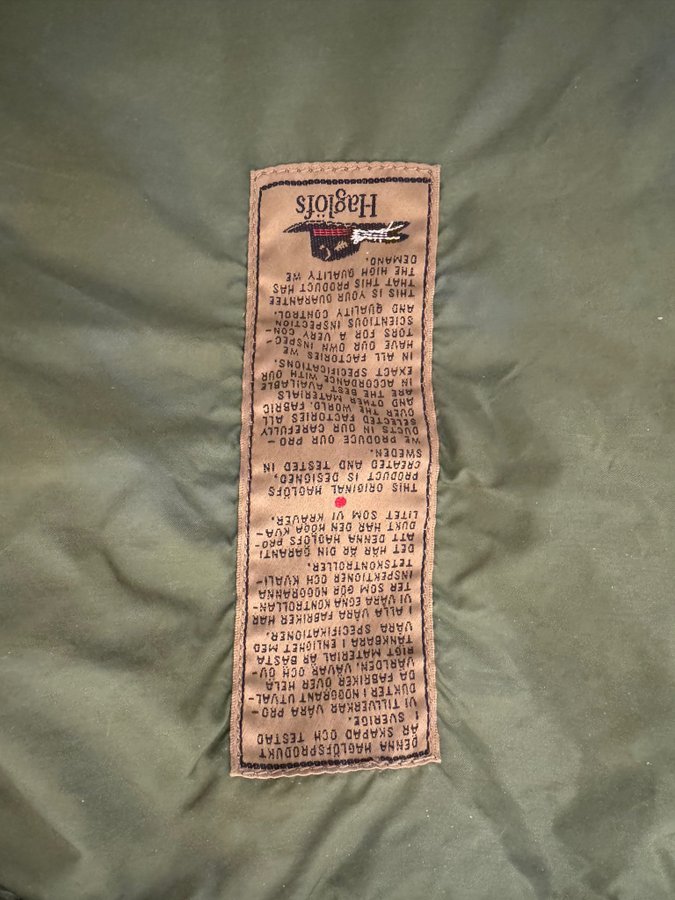 DENNA HAGLÖFSPRODUKT
ÄR SKAPAD OCH TESTAD
I SVERIGE.
VI TILLVERKAR VÅRA PRO-
DUKTER I NOGGRANT UTVAL-
DA FABRIKER ÖVER HELA
VÄRLDEN. VÄVAR OCH ÖV-
RIGT MATERIAL ÄR BÄSTA
TÄNKBARA I ENLIGHET MED
VÅRA SPECIFIKATIONER.
I ALLA VÅRA FABRIKER HAR
VI VÅRA EGNA KONTROLLAN-
TER SOM GÖR NOGGRANNA
INSPEKTIONER OCH KVALI-
TETSKONTROLLER.
DET HÄR ÄR DIN GARANTI
ATT DENNA HAGLÖFS PRO-
DUKT HAR DEN HÖGA KVA-
LITET SOM VI KRÄVER.
THIS ORIGINAL HAGLÖFS
PRODUCT IS DESIGNED,
CREATED AND TESTED IN
SWEDEN.
WE PRODUCE OUR PRO-
DUCTS IN OUR CAREFULLY
SELECTED FACTORIES ALL
OVER THE WORLD. FABRIC
AND OTHER MATERIALS
ARE THE BEST AVAILABLE
IN ACCORDANCE WITH OUR
EXACT SPECIFICATIONS.
IN ALL FACTORIES WE
HAVE OUR OWN INSPEC-
TORS FOR A VERY CON-
SCIENTIOUS INSPECTION
AND QUALITY CONTROL.
THIS IS YOUR GUARANTEE
THAT THIS PRODUCT HAS
THE HIGH QUALITY WE
DEMAND.
Haglöfs